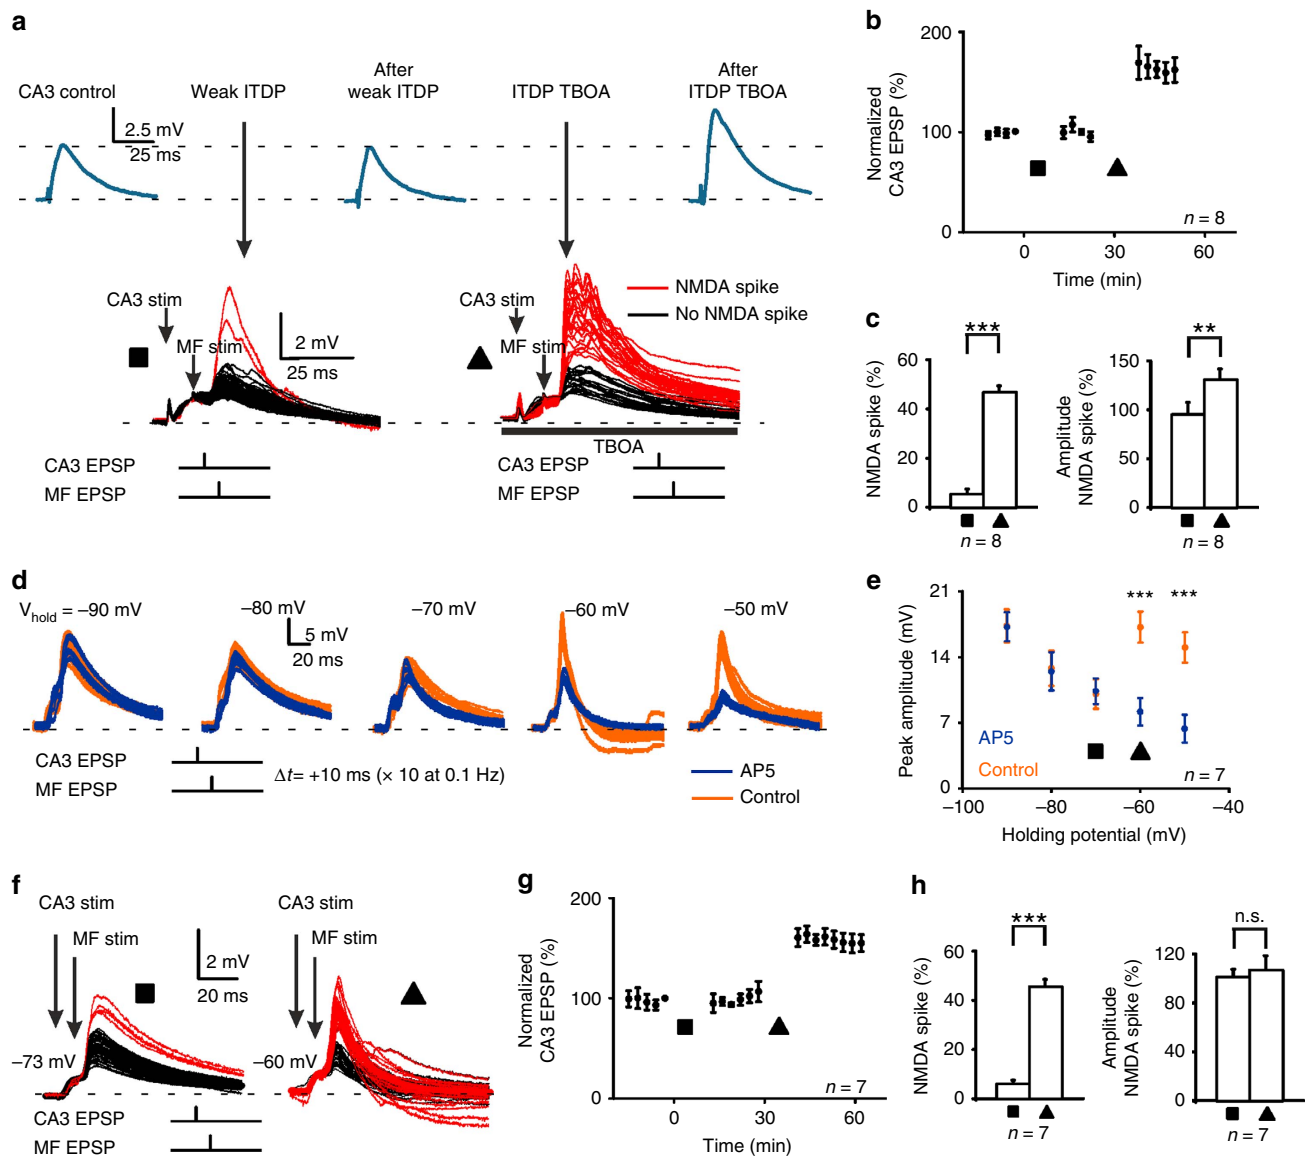 a
CA3 control
Weak ITDP
After
weak ITDP
ITDP TBOA
After
ITDP TBOA
2.5 mV
25 ms
CA3 stim
MF stim
2 mV
25 ms
CA3 stim
MF stim
NMDA spike
No NMDA spike
TBOA
CA3 EPSP
MF EPSP
CA3 EPSP
MF EPSP
b
Normalized
CA3 EPSP (%)
200
100
0
0 30 60
Time (min)
n = 8
c
NMDA spike (%)
60
40
20
0
***
n = 8
Amplitude
NMDA spike (%)
150
100
50
0
**
n = 8
d
Vhold = –90 mV
–80 mV
–70 mV
–60 mV
–50 mV
5 mV
20 ms
CA3 EPSP
MF EPSP
Δt= +10 ms (× 10 at 0.1 Hz)
AP5
Control
e
Peak amplitude (mV)
21
14
7
0
*** ***
AP5
Control
n = 7
–100 –80 –60 –40
Holding potential (mV)
f
CA3 stim
MF stim
2 mV
20 ms
–73 mV
CA3 stim
MF stim
–60 mV
CA3 EPSP
MF EPSP
g
Normalized
CA3 EPSP (%)
200
100
0
0 30 60
Time (min)
n = 7
h
NMDA spike (%)
60
40
20
0
***
n = 7
Amplitude
NMDA spike (%)
120
80
40
0
n.s.
n = 7